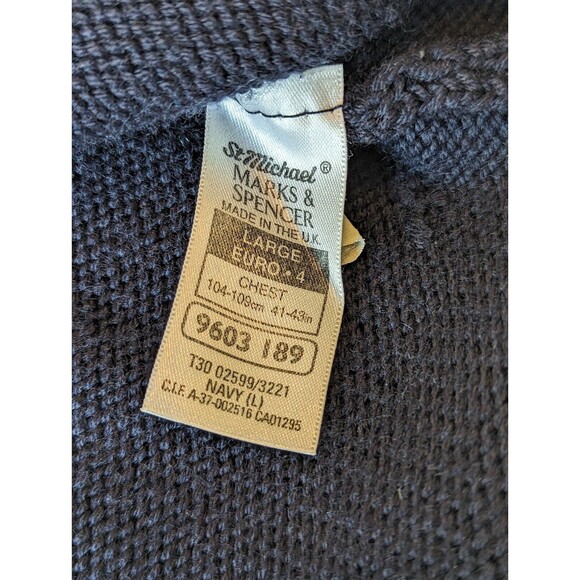 St Michael®
MARKS &
SPENCER
MADE IN THE U.K.
LARGE
EURO • 4
CHEST
104-109cm 41-43in
9603 189
T30 02599/3221
NAVY (L)
C.I.F. A-37-002516 CA01295